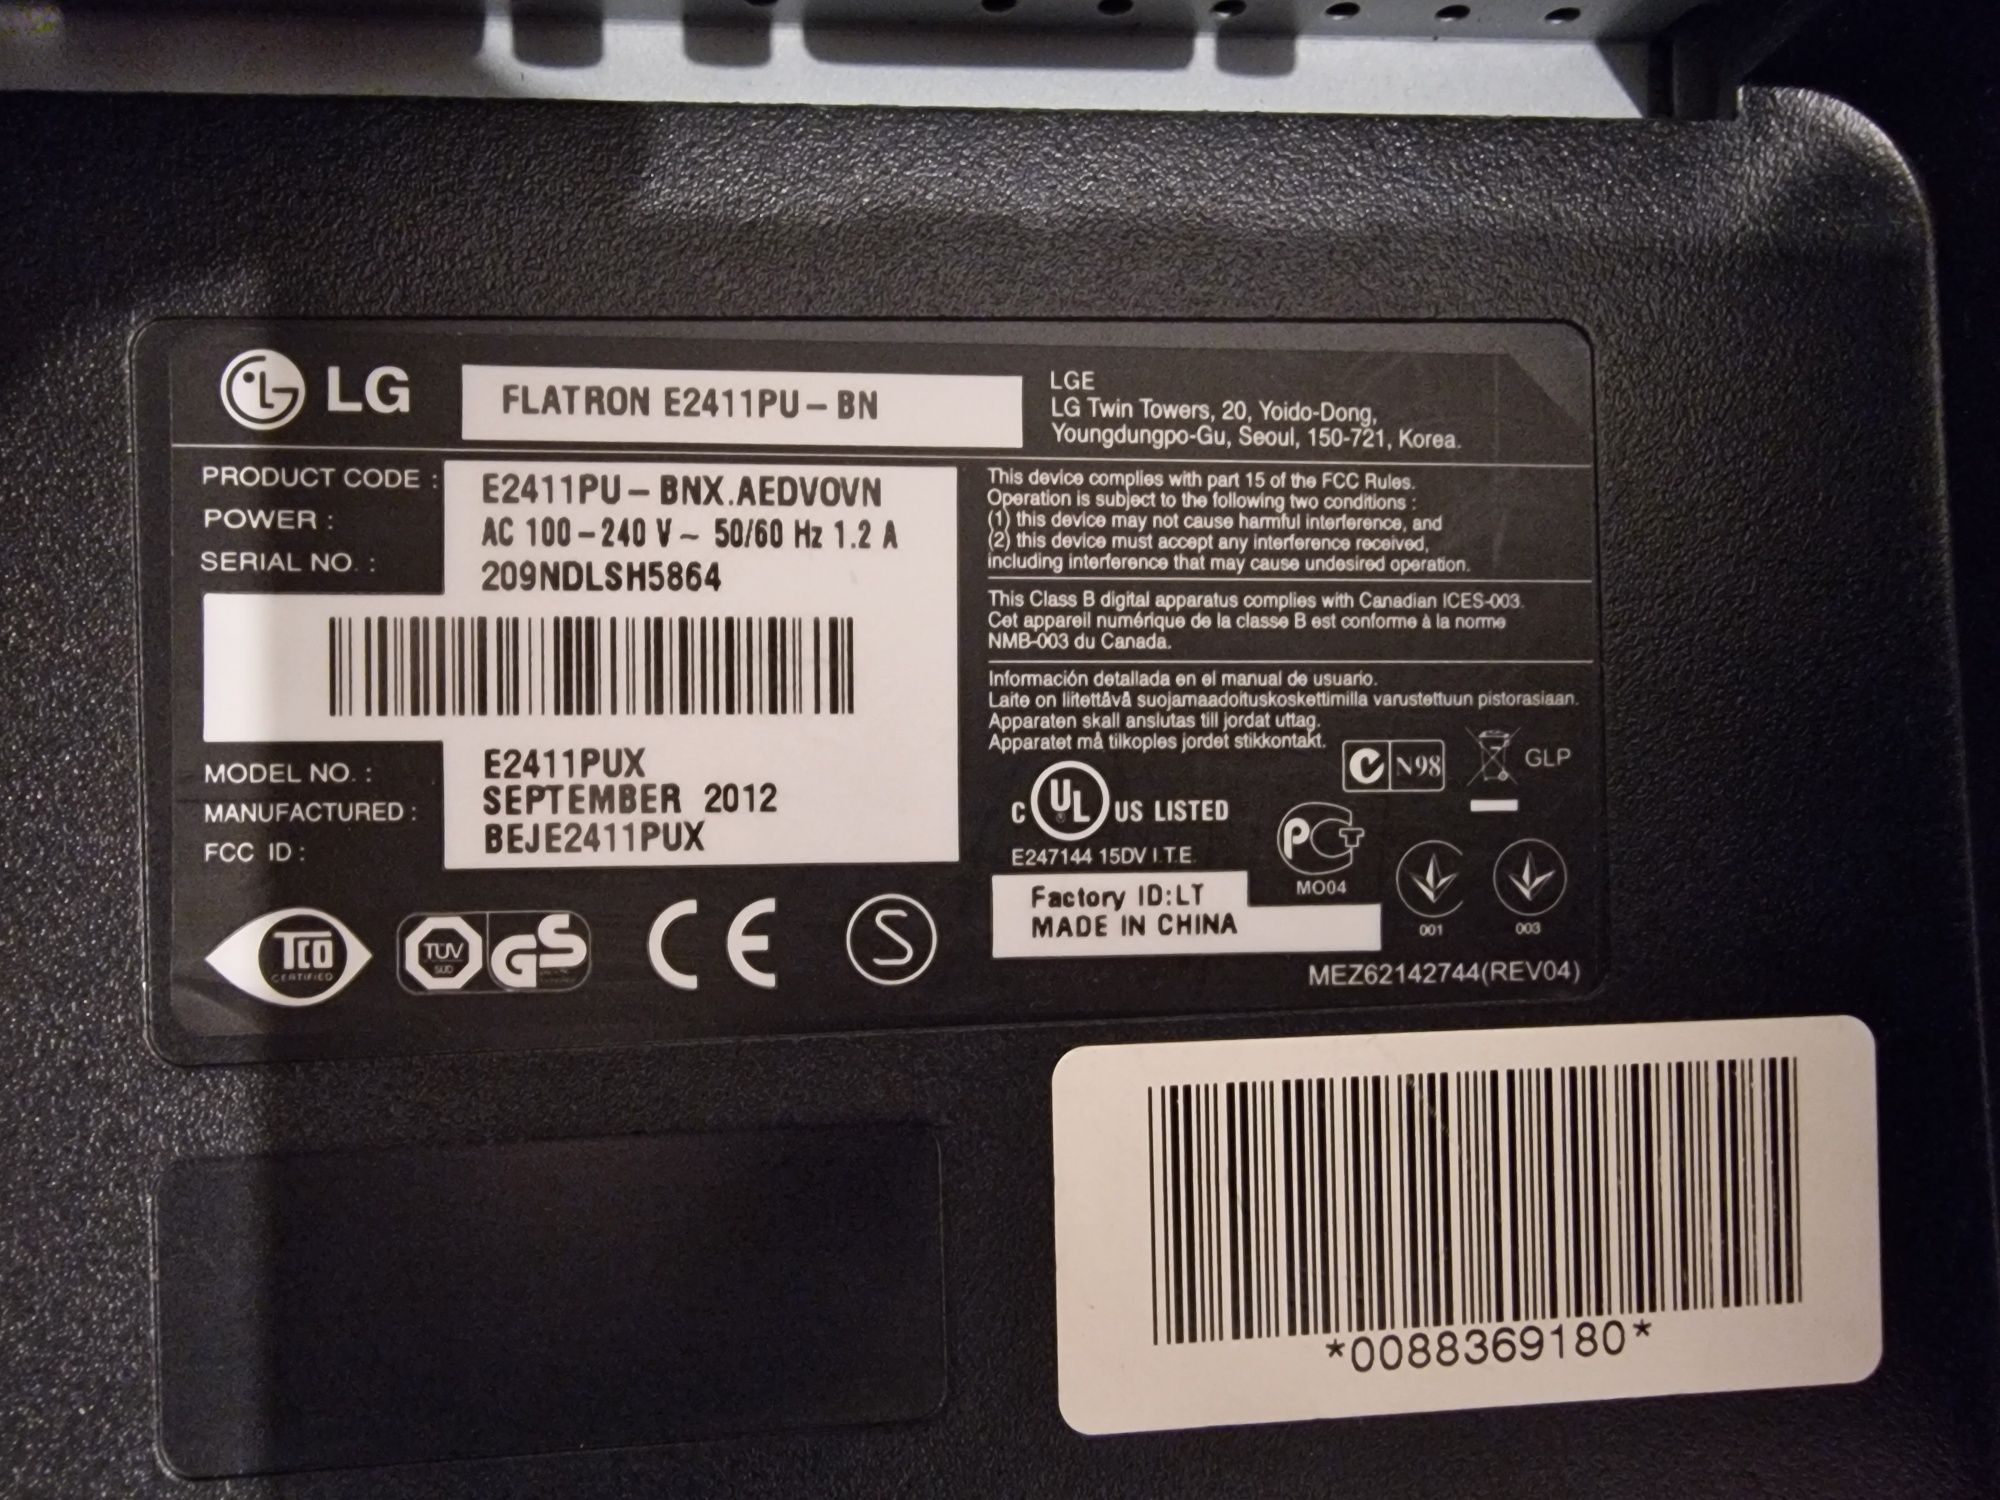 LG
FLATRON E2411PU-BN
LGE
LG Twin Towers, 20, Yoido-Dong,
Youngdungpo-Gu, Seoul, 150-721, Korea.
PRODUCT CODE : E2411PU-BNX.AEDVOVN
POWER : AC 100-240 V ~ 50/60 Hz 1.2 A
SERIAL NO. : 209NDLSH5864
MODEL NO. : E2411PUX
MANUFACTURED : SEPTEMBER 2012
FCC ID : BEJE2411PUX
This device complies with part 15 of the FCC Rules.
Operation is subject to the following two conditions :
(1) this device may not cause harmful interference, and
(2) this device must accept any interference received,
including interference that may cause undesired operation.
This Class B digital apparatus complies with Canadian ICES-003.
Cet appareil numérique de la classe B est conforme à la norme
NMB-003 du Canada.
Información detallada en el manual de usuario.
Laite on liitettävä suojamaadoituskoskettimilla varustettuun pistorasiaan.
Apparaten skall anslutas till jordat uttag.
Apparatet må tilkoples jordet stikkontakt.
N98
GLP
C UL US LISTED
E247144 15DV I.T.E.
PCT
MO04
001
003
Factory ID:LT
MADE IN CHINA
MEZ62142744(REV04)
TCO
CERTIFIED
TÜV
SÜD
GS
CE
S
*0088369180*